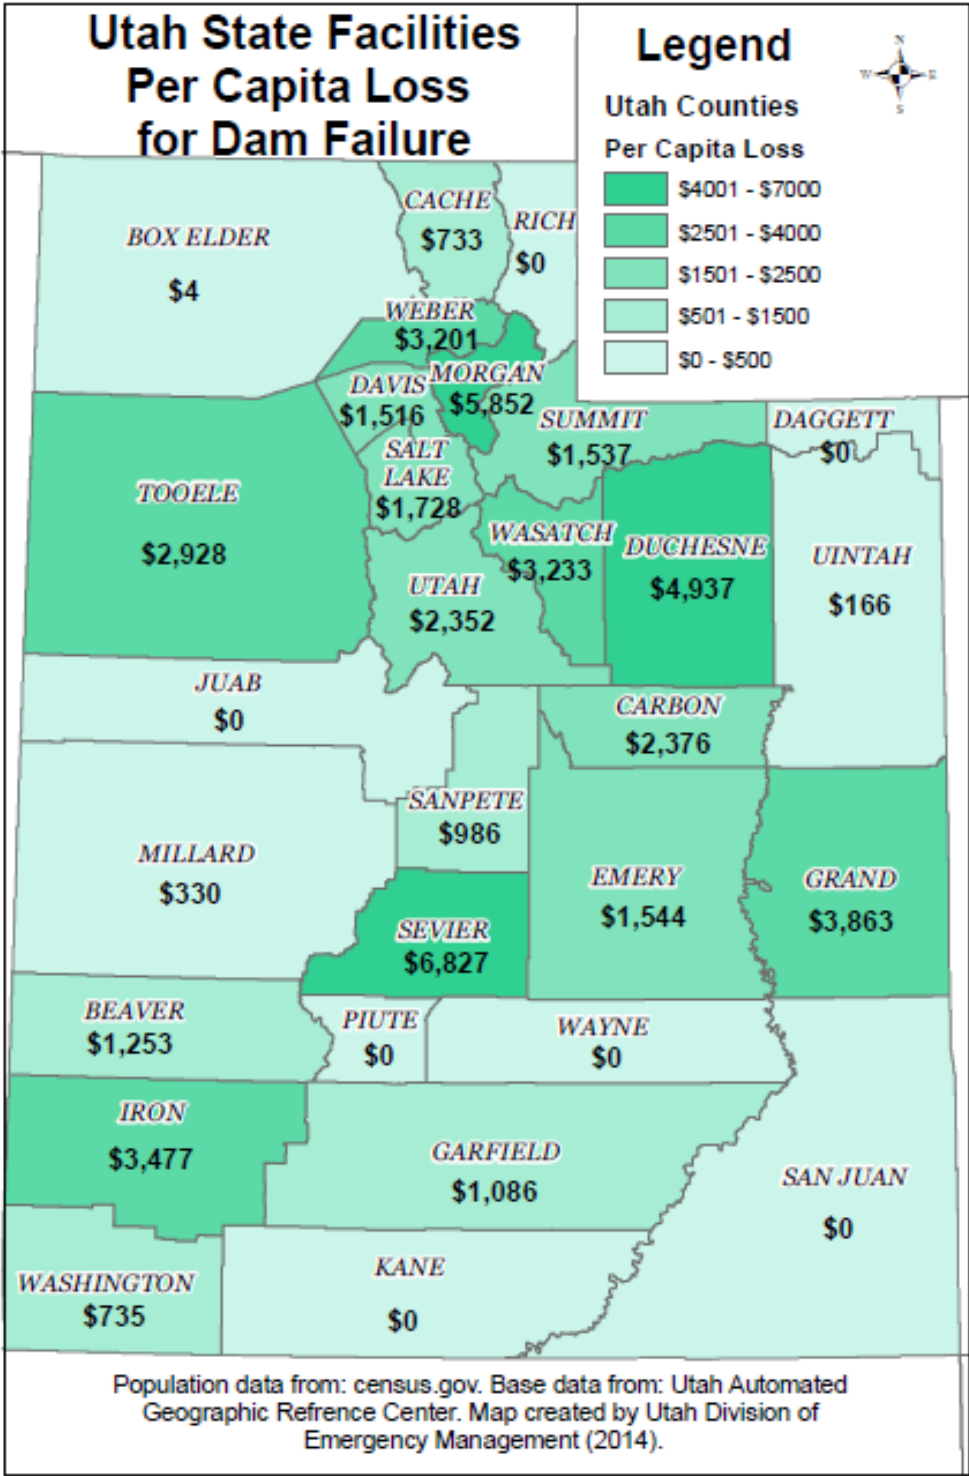 Utah State Facilities
Per Capita Loss
for Dam Failure
Legend
N
W
E
S
Utah Counties
Per Capita Loss
$4001 - $7000
$2501 - $4000
$1501 - $2500
$501 - $1500
$0 - $500
BOX ELDER
$4
CACHE
$733
RICH
$0
WEBER
$3,201
DAVIS
$1,516
MORGAN
$5,852
SUMMIT
$1,537
DAGGETT
$0
SALT
LAKE
$1,728
TOOELE
$2,928
WASATCH
$3,233
DUCHESNE
$4,937
UINTAH
$166
UTAH
$2,352
JUAB
$0
CARBON
$2,376
SANPETE
$986
MILLARD
$330
EMERY
$1,544
GRAND
$3,863
SEVIER
$6,827
BEAVER
$1,253
PIUTE
$0
WAYNE
$0
IRON
$3,477
GARFIELD
$1,086
SAN JUAN
$0
WASHINGTON
$735
KANE
$0
Population data from: census.gov. Base data from: Utah Automated
Geographic Refrence Center. Map created by Utah Division of
Emergency Management (2014).